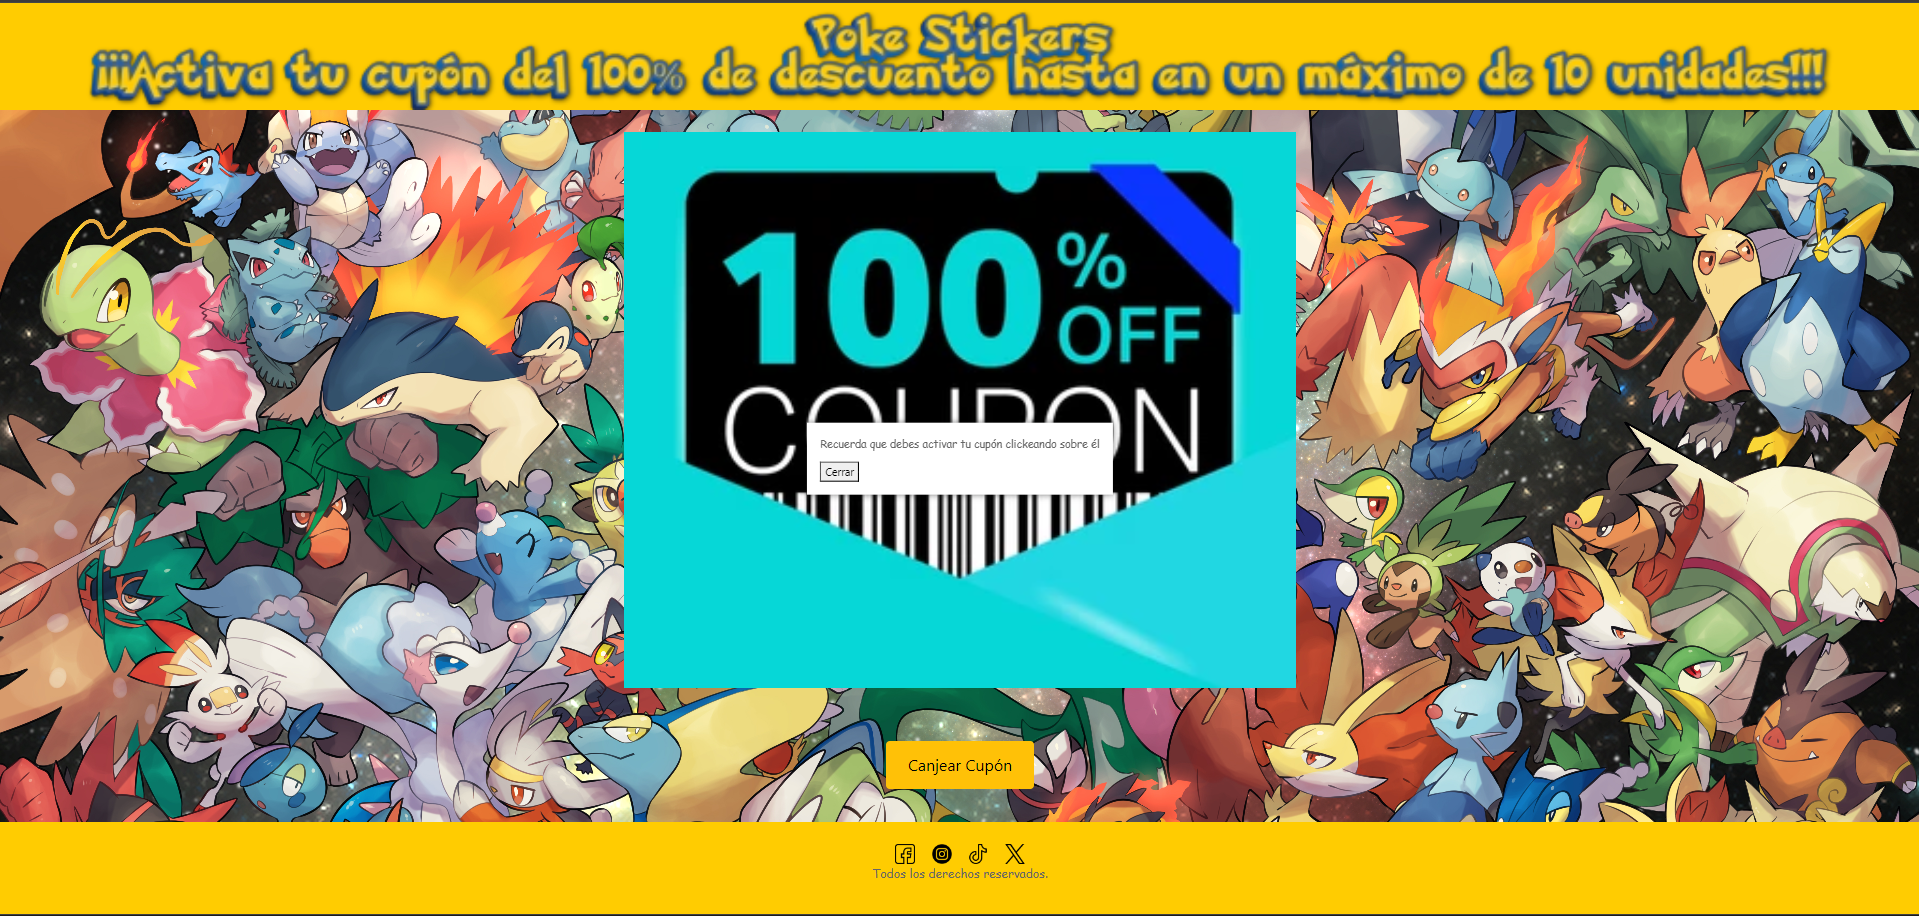 Poke Stickers
¡¡¡Activa tu cupón del 100% de descuento hasta en un máximo de 10 unidades!!!
100% OFF
COUPON
Recuerda que debes activar tu cupón clickeando sobre él
Cerrar
Canjear Cupón
Todos los derechos reservados.